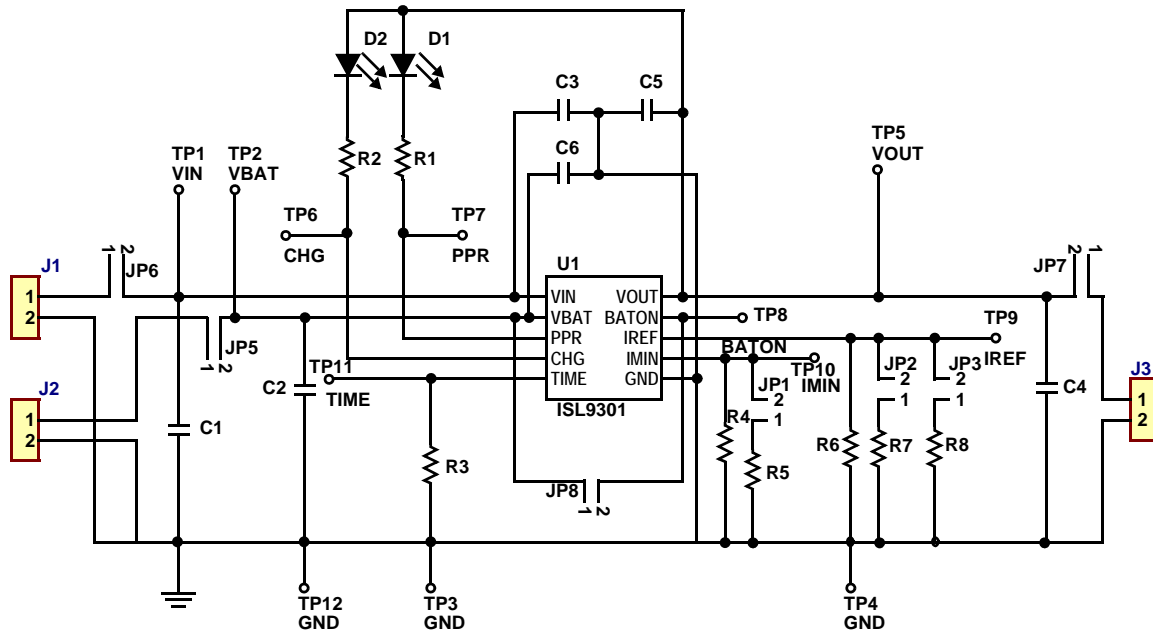 D2
D1
C3
C5
R2
R1
C6
TP1
VIN
TP2
VBAT
TP5
VOUT
TP6
CHG
TP7
PPR
J1
1
2
1
2
JP6
U1
VIN
VBAT
PPR
CHG
TIME
VOUT
BATON
IREF
IMIN
GND
ISL9301
TP8
BATON
2
1
JP7
TP9
IREF
JP5
1
2
TP11
TIME
TP10
IMIN
JP1
2
1
JP2
2
1
JP3
2
1
J2
1
2
J3
1
2
C1
C2
C4
R3
R4
R5
R6
R7
R8
JP8
1
2
TP12
GND
TP3
GND
TP4
GND